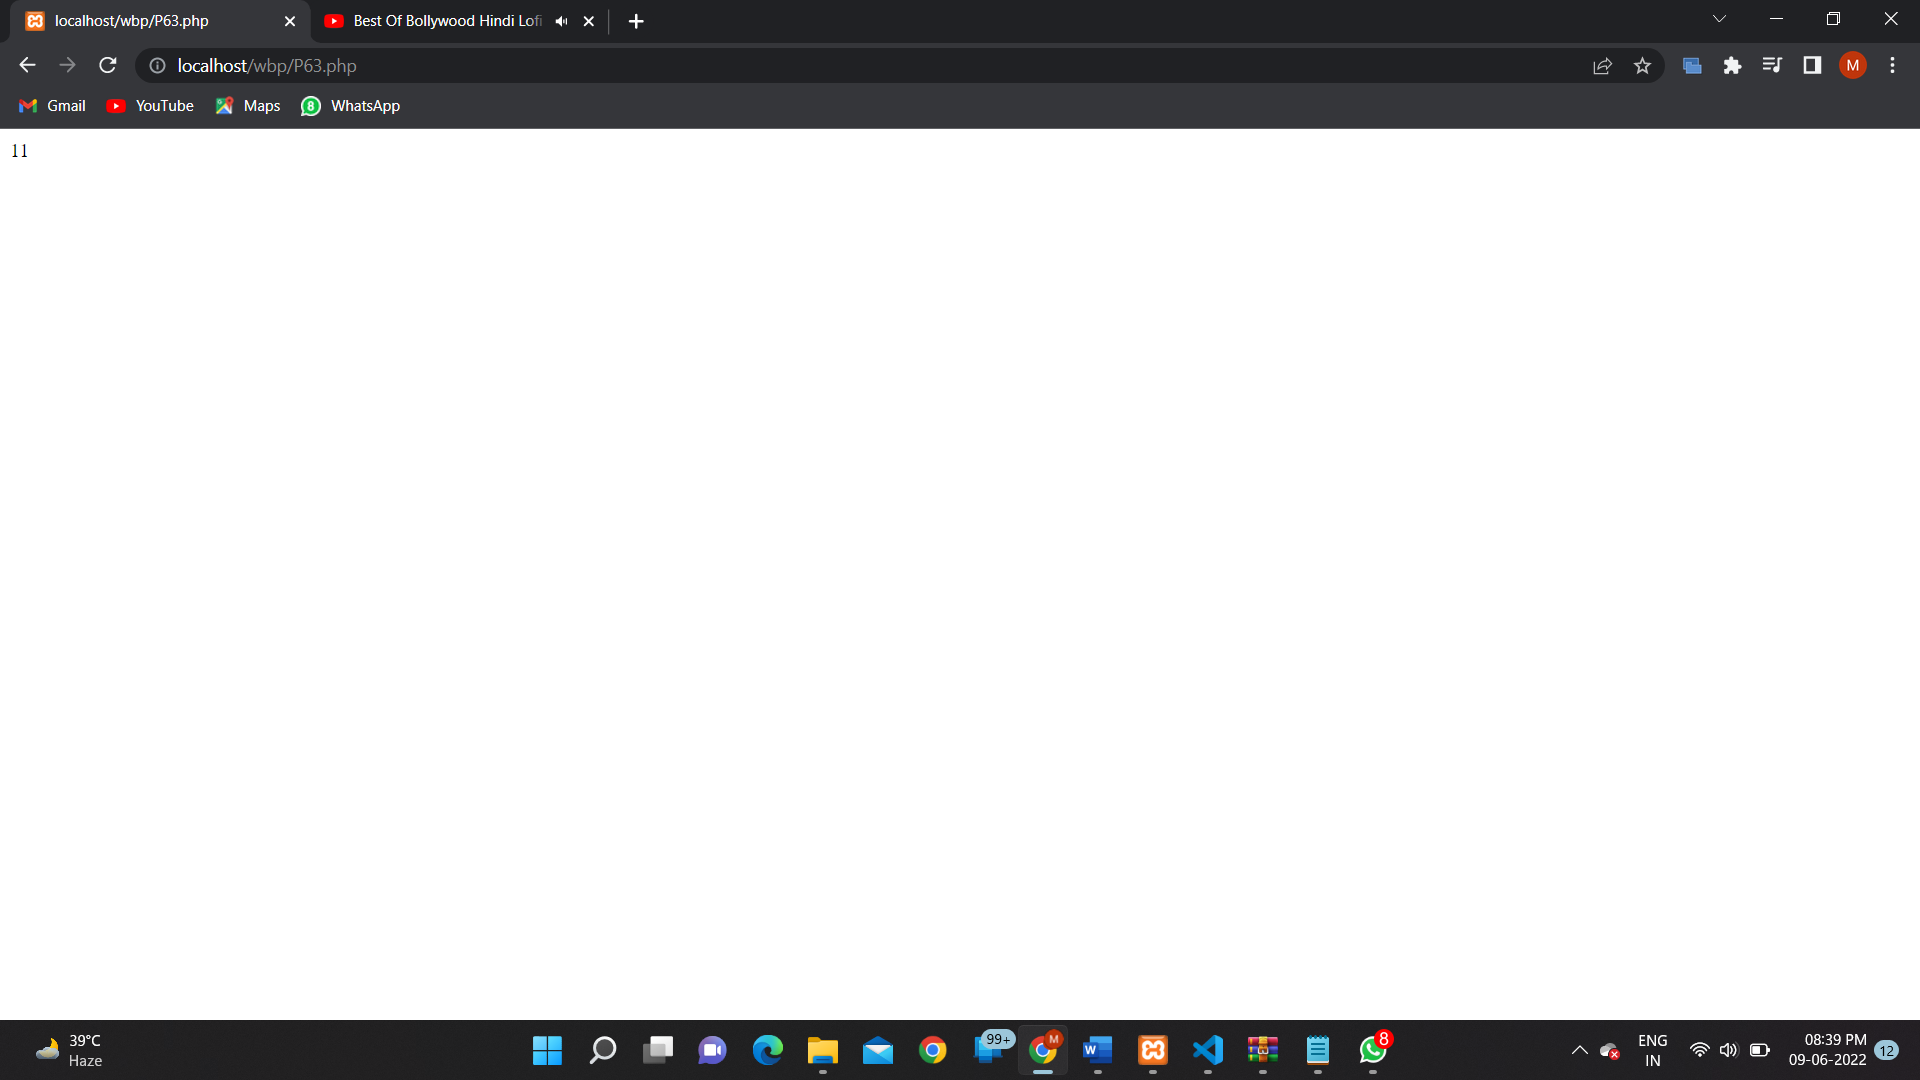 localhost/wbp/P63.php
Best Of Bollywood Hindi Lofi
localhost/wbp/P63.php
M
Gmail
YouTube
Maps
8
WhatsApp
11
39°C
Haze
99+
M
W
8
ENG
IN
08:39 PM
09-06-2022
12